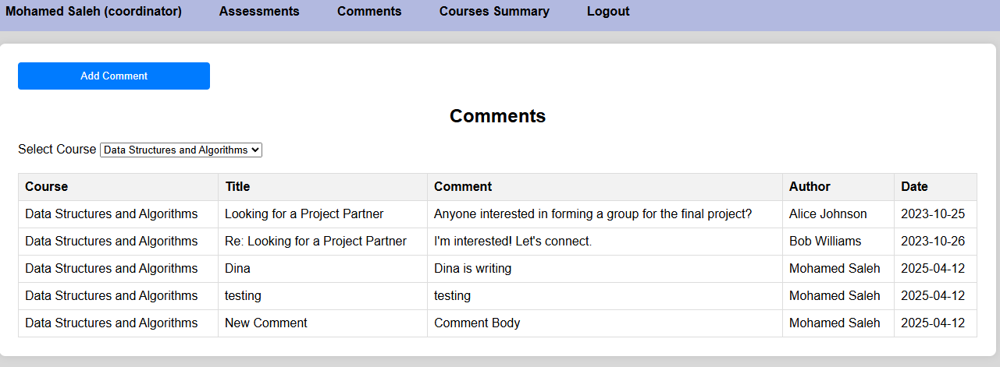 Mohamed Saleh (coordinator) Assessments Comments Courses Summary Logout
Add Comment
Comments
Select Course Data Structures and Algorithms
Course Title Comment Author Date
Data Structures and Algorithms Looking for a Project Partner Anyone interested in forming a group for the final project? Alice Johnson 2023-10-25
Data Structures and Algorithms Re: Looking for a Project Partner I'm interested! Let's connect. Bob Williams 2023-10-26
Data Structures and Algorithms Dina Dina is writing Mohamed Saleh 2025-04-12
Data Structures and Algorithms testing testing Mohamed Saleh 2025-04-12
Data Structures and Algorithms New Comment Comment Body Mohamed Saleh 2025-04-12